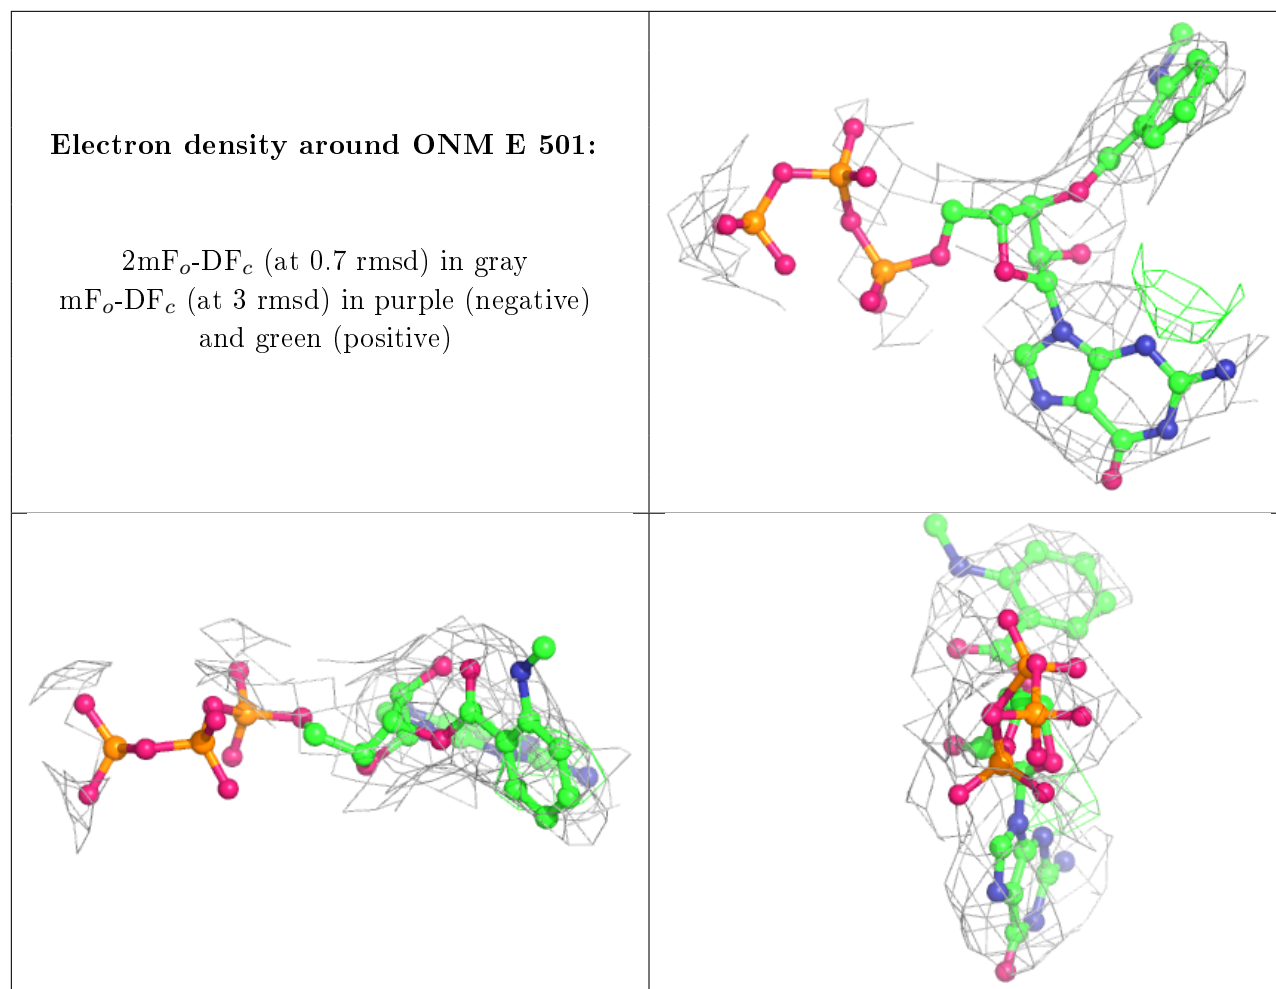 Electron density around ONM E 501:
2mFo-DFc (at 0.7 rmsd) in gray
mFo-DFc (at 3 rmsd) in purple (negative)
and green (positive)